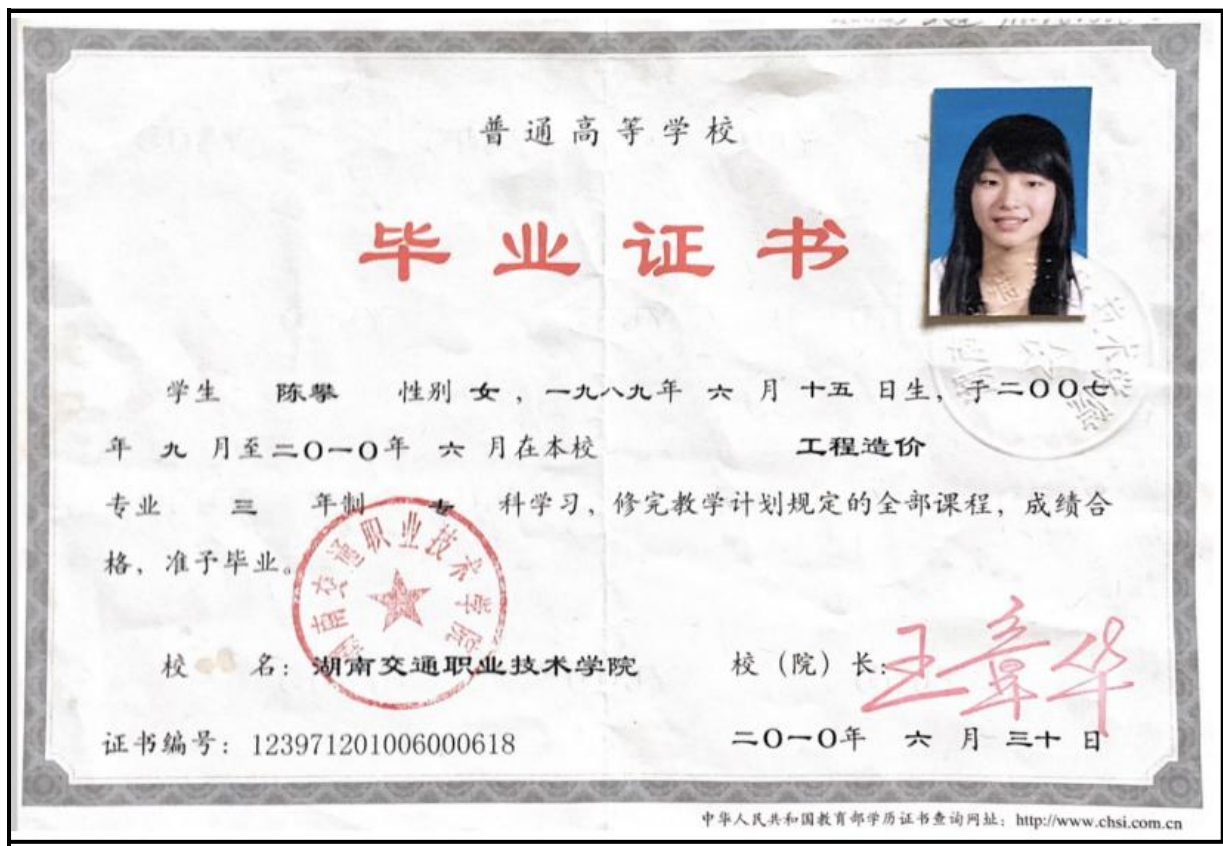 普通高等学校
毕业证书
学生 陈攀 性别 女，一九八九年 六 月 十五 日生，于二〇〇七
年 九 月至二〇一〇年 六 月在本校 工程造价
专业 三 年制 专 科学习，修完教学计划规定的全部课程，成绩合
格，准予毕业。
湖南交通职业技术学院
校 名：湖南交通职业技术学院 校（院）长：王章华
证书编号：123971201006000618 二〇一〇年 六 月 三十 日
中华人民共和国教育部学历证书查询网址：http://www.chsi.com.cn